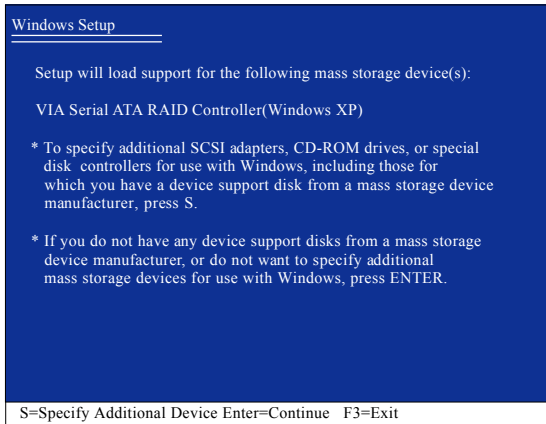 Windows Setup
Setup will load support for the following mass storage device(s):
VIA Serial ATA RAID Controller(Windows XP)
* To specify additional SCSI adapters, CD-ROM drives, or special
disk controllers for use with Windows, including those for
which you have a device support disk from a mass storage device
manufacturer, press S.
* If you do not have any device support disks from a mass storage
device manufacturer, or do not want to specify additional
mass storage devices for use with Windows, press ENTER.
S=Specify Additional Device Enter=Continue F3=Exit